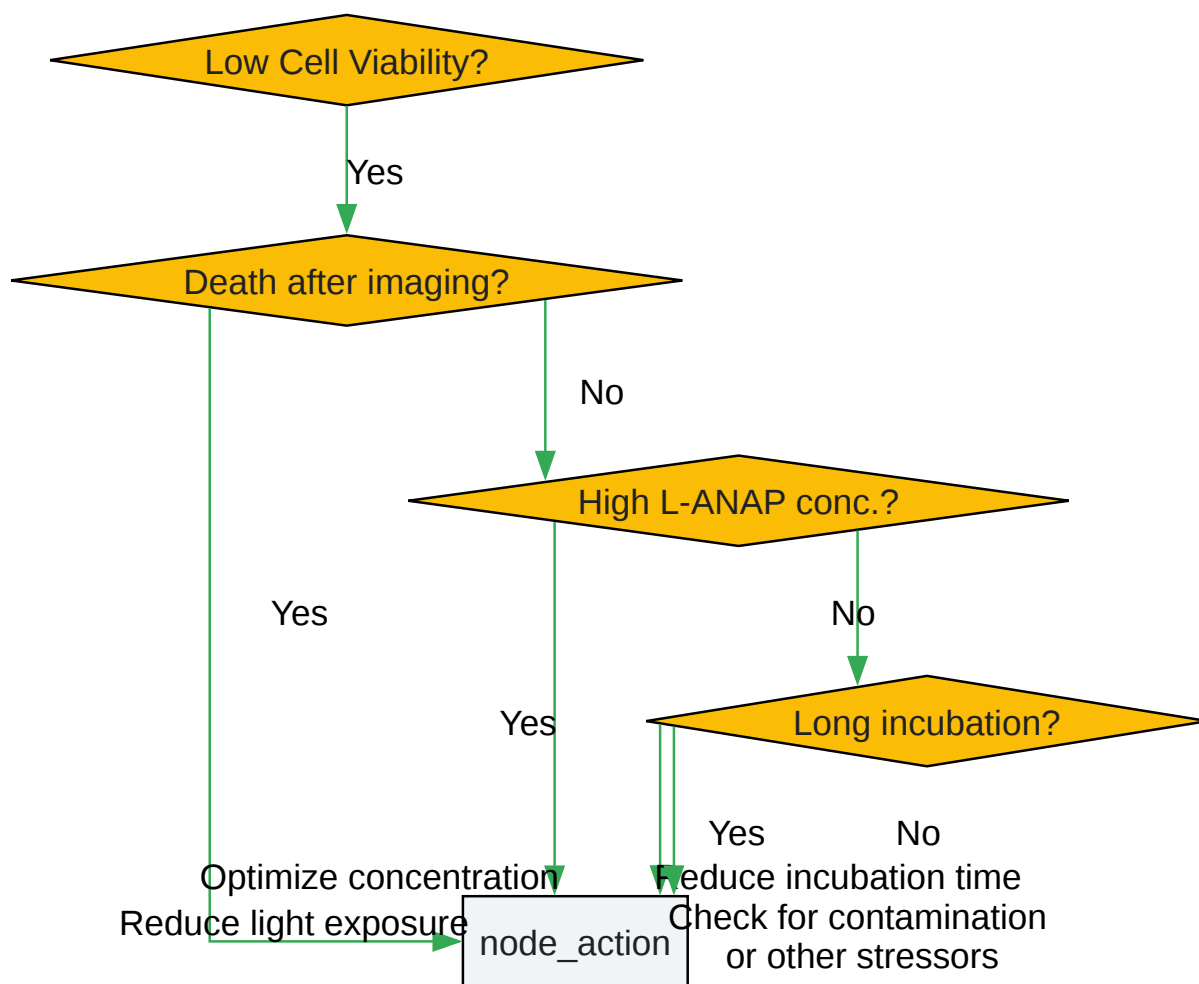 Low Cell Viability?
Yes
Death after imaging?
No
High L-ANAP conc.?
Yes
No
Yes
Long incubation?
Yes
No
Optimize concentration
Reduce incubation time
Reduce light exposure
Check for contamination
or other stressors
node_action